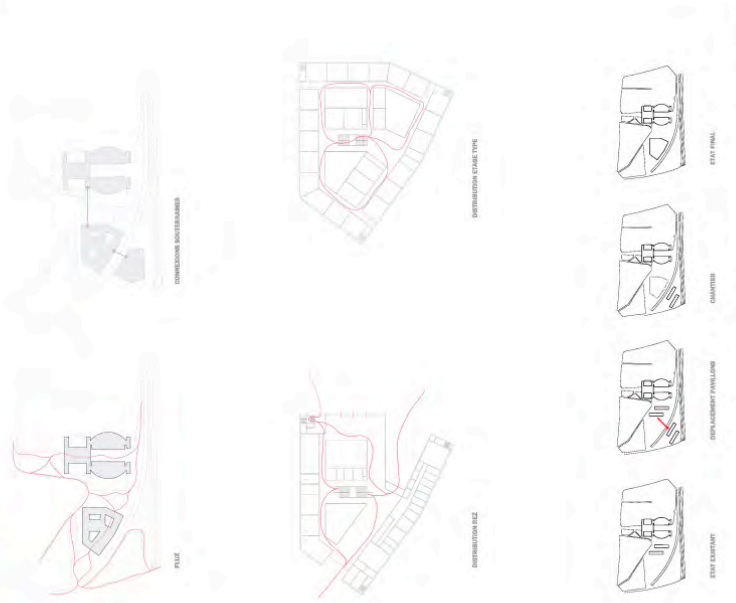 CONNEXIONS SOUTERRAINES
DISTRIBUTION ETAGE TYPE
ETAT FINAL
CHANTIER
DEPLACEMENT PAVILLONS
ETAT EXISTANT
DISTRIBUTION REZ
FLUX